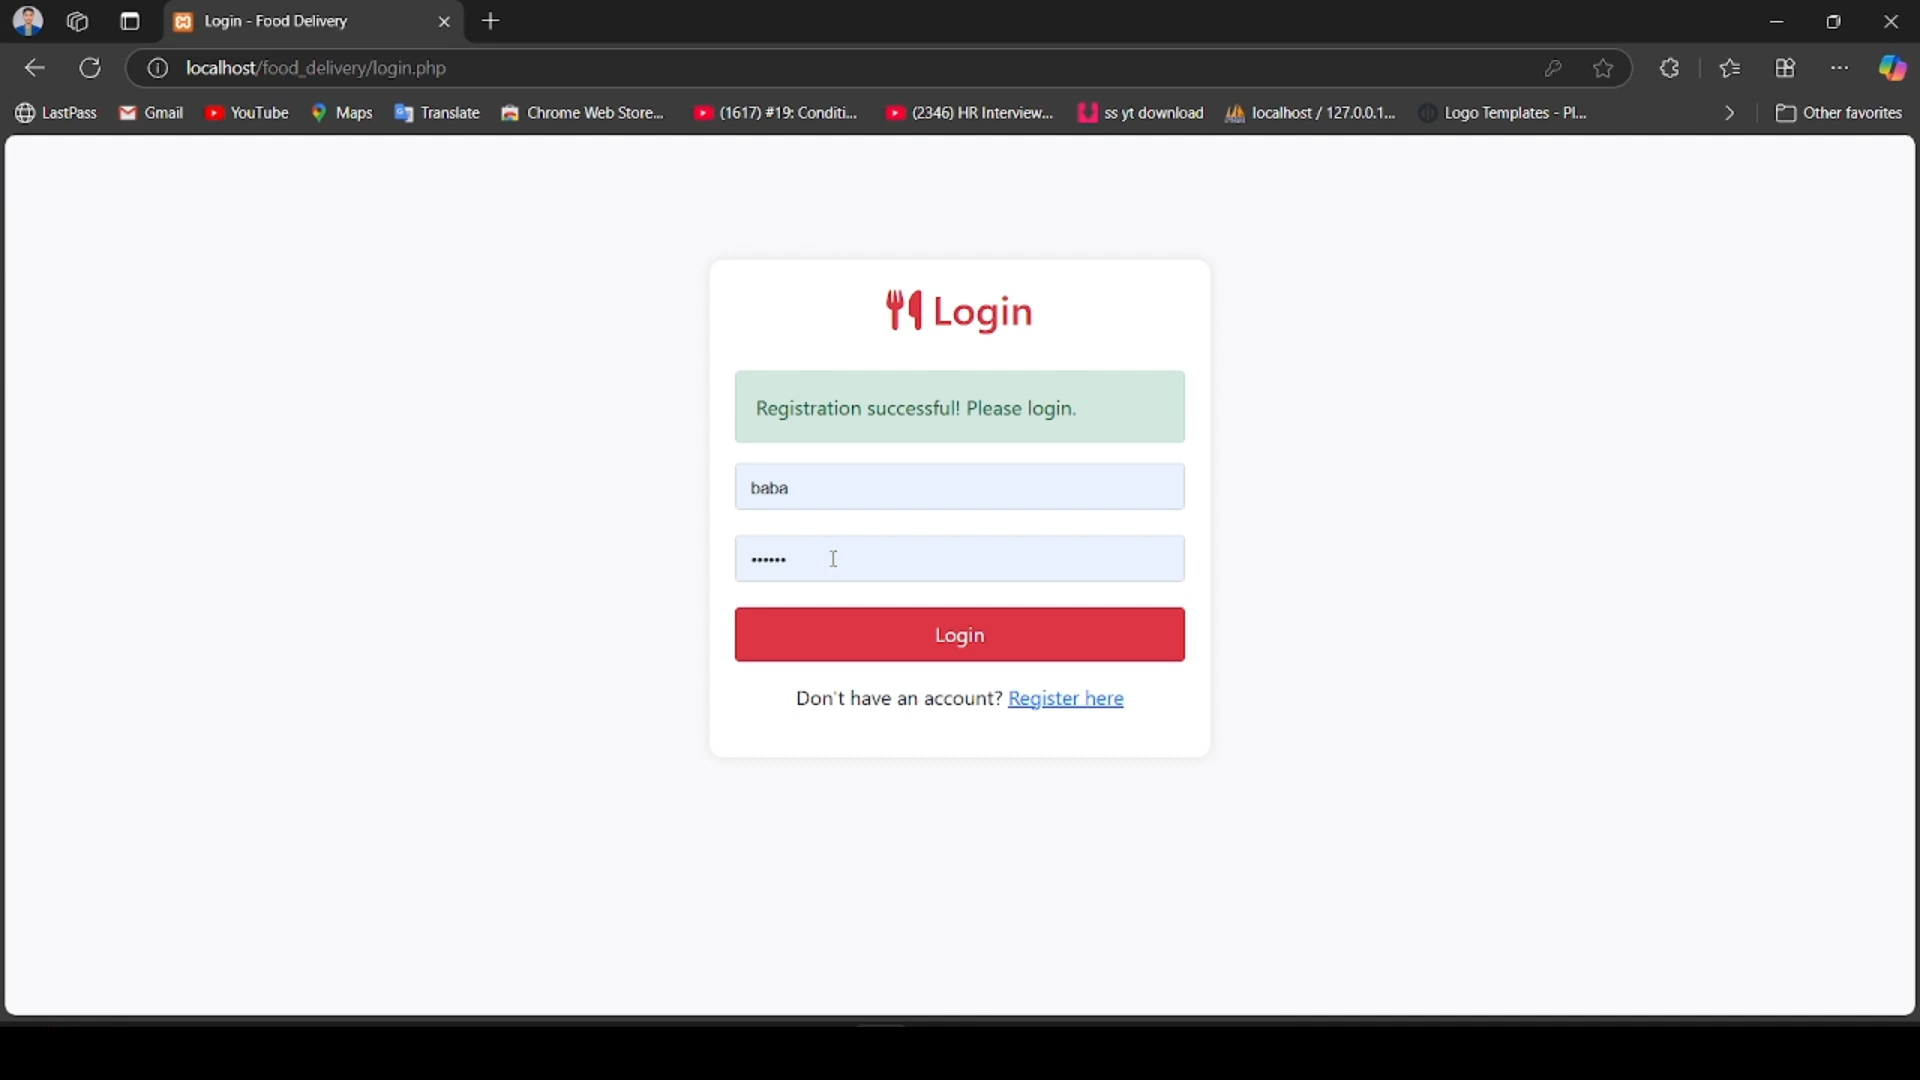 Login - Food Delivery
localhost/food_delivery/login.php
LastPass Gmail YouTube Maps Translate Chrome Web Store... (1617) #19: Conditi... (2346) HR Interview... ss yt download localhost / 127.0.0.1... Logo Templates - Pl... Other favorites
Login
Registration successful! Please login.
baba
••••••
Login
Don't have an account? Register here